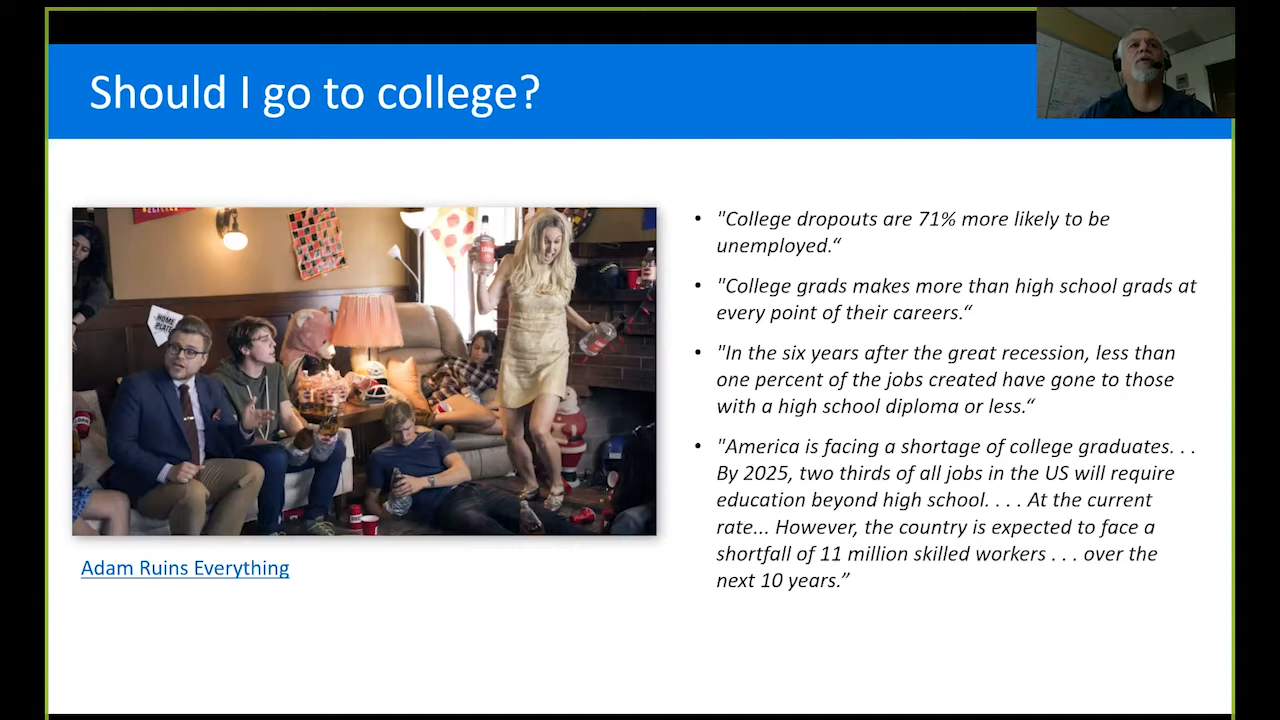 Should I go to college?
HOME
PLATE
Adam Ruins Everything
• "College dropouts are 71% more likely to be
unemployed.“
• "College grads makes more than high school grads at
every point of their careers.“
• "In the six years after the great recession, less than
one percent of the jobs created have gone to those
with a high school diploma or less.“
• "America is facing a shortage of college graduates. . .
By 2025, two thirds of all jobs in the US will require
education beyond high school. . . . At the current
rate... However, the country is expected to face a
shortfall of 11 million skilled workers . . . over the
next 10 years.”